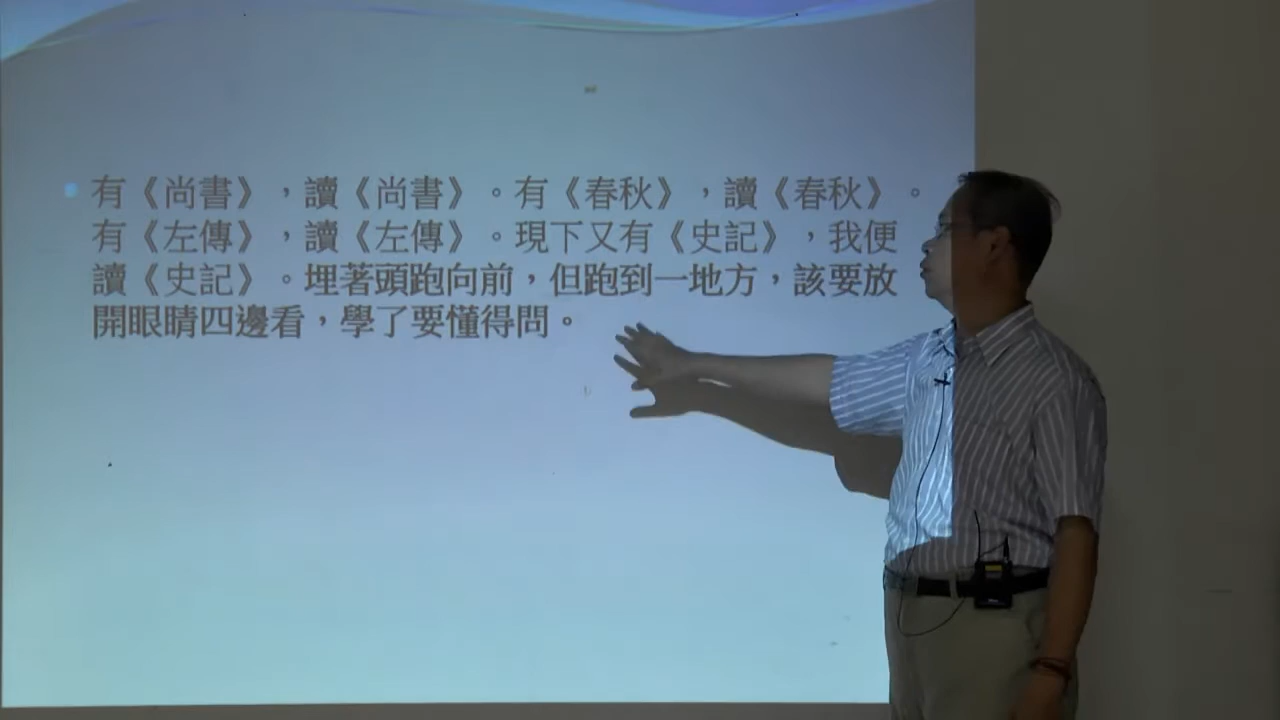 有《尚書》，讀《尚書》。有《春秋》，讀《春秋》。
有《左傳》，讀《左傳》。現下又有《史記》，我便
讀《史記》。埋著頭跑向前，但跑到一地方，該要放
開眼睛四邊看，學了要懂得問。